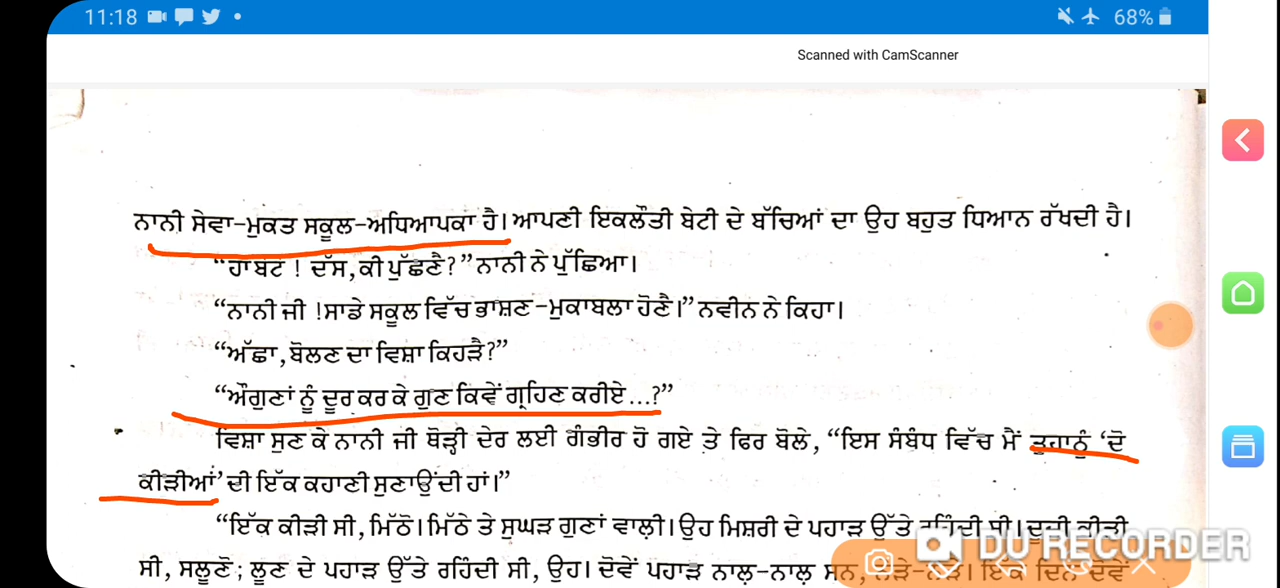 11:18
68%
Scanned with CamScanner
ਨਾਨੀ ਸੇਵਾ-ਮੁਕਤ ਸਕੂਲ-ਅਧਿਆਪਕਾ ਹੈ। ਆਪਣੀ ਇਕਲੌਤੀ ਬੇਟੀ ਦੇ ਬੱਚਿਆਂ ਦਾ ਉਹ ਬਹੁਤ ਧਿਆਨ ਰੱਖਦੀ ਹੈ।
“ਹਾਂ ਬੇਟੇ ! ਦੱਸ, ਕੀ ਪੁੱਛਣੈ?” ਨਾਨੀ ਨੇ ਪੁੱਛਿਆ।
“ਨਾਨੀ ਜੀ ! ਸਾਡੇ ਸਕੂਲ ਵਿੱਚ ਭਾਸ਼ਣ-ਮੁਕਾਬਲਾ ਹੋਣੈ।” ਨਵੀਨ ਨੇ ਕਿਹਾ।
“ਅੱਛਾ, ਬੋਲਣ ਦਾ ਵਿਸ਼ਾ ਕਿਹੜੈ?”
“ਔਗੁਣਾਂ ਨੂੰ ਦੂਰ ਕਰ ਕੇ ਗੁਣ ਕਿਵੇਂ ਗ੍ਰਹਿਣ ਕਰੀਏ...?”
ਵਿਸ਼ਾ ਸੁਣ ਕੇ ਨਾਨੀ ਜੀ ਥੋੜ੍ਹੀ ਦੇਰ ਲਈ ਗੰਭੀਰ ਹੋ ਗਏ ਤੇ ਫਿਰ ਬੋਲੇ, “ਇਸ ਸੰਬੰਧ ਵਿੱਚ ਮੈਂ ਤੁਹਾਨੂੰ ‘ਦੋ
ਕੀੜੀਆਂ’ ਦੀ ਇੱਕ ਕਹਾਣੀ ਸੁਣਾਉਂਦੀ ਹਾਂ।”
“ਇੱਕ ਕੀੜੀ ਸੀ, ਮਿੱਠੋ। ਮਿੱਠੇ ਤੇ ਸੁਘੜ ਗੁਣਾਂ ਵਾਲ਼ੀ। ਉਹ ਮਿਸ਼ਰੀ ਦੇ ਪਹਾੜ ਉੱਤੇ ਰਹਿੰਦੀ ਸੀ। ਦੂਜੀ ਕੀੜੀ
ਸੀ, ਸਲੂਣੋ; ਲੂਣ ਦੇ ਪਹਾੜ ਉੱਤੇ ਰਹਿੰਦੀ ਸੀ, ਉਹ। ਦੋਵੇਂ ਪਹਾੜ ਨਾਲ਼-ਨਾਲ਼ ਸਨ, ਨੇੜੇ-ਨੇੜੇ। ਇੱਕ ਦਿਨ ਦੋਵੇਂ
DU RECORDER